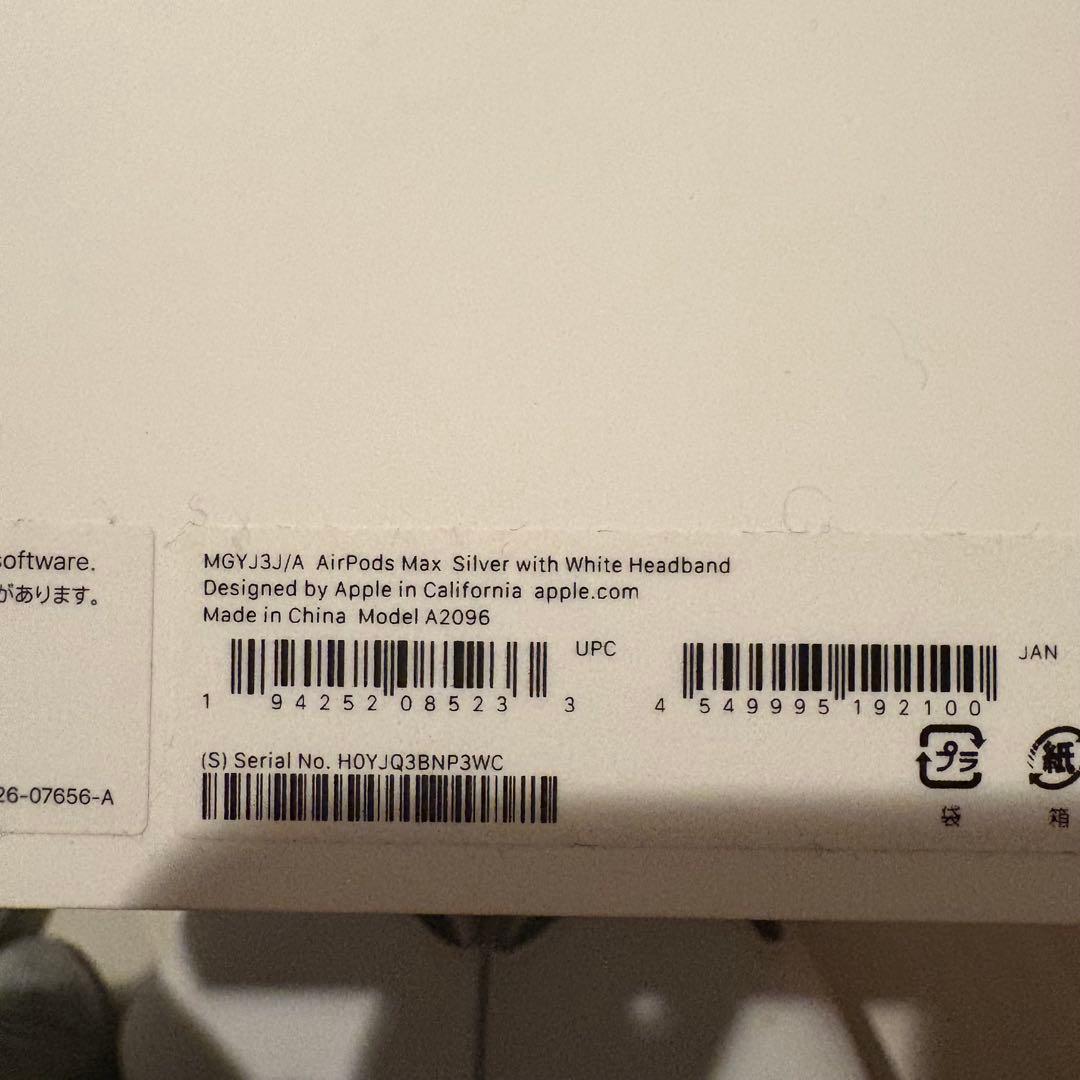 software.
があります。
26-07656-A
MGYJ3J/A AirPods Max Silver with White Headband
Designed by Apple in California apple.com
Made in China Model A2096
UPC
1 94252 08523 3
JAN
4 549995 192100
(S) Serial No. H0YJQ3BNP3WC
プラ
袋
紙
箱